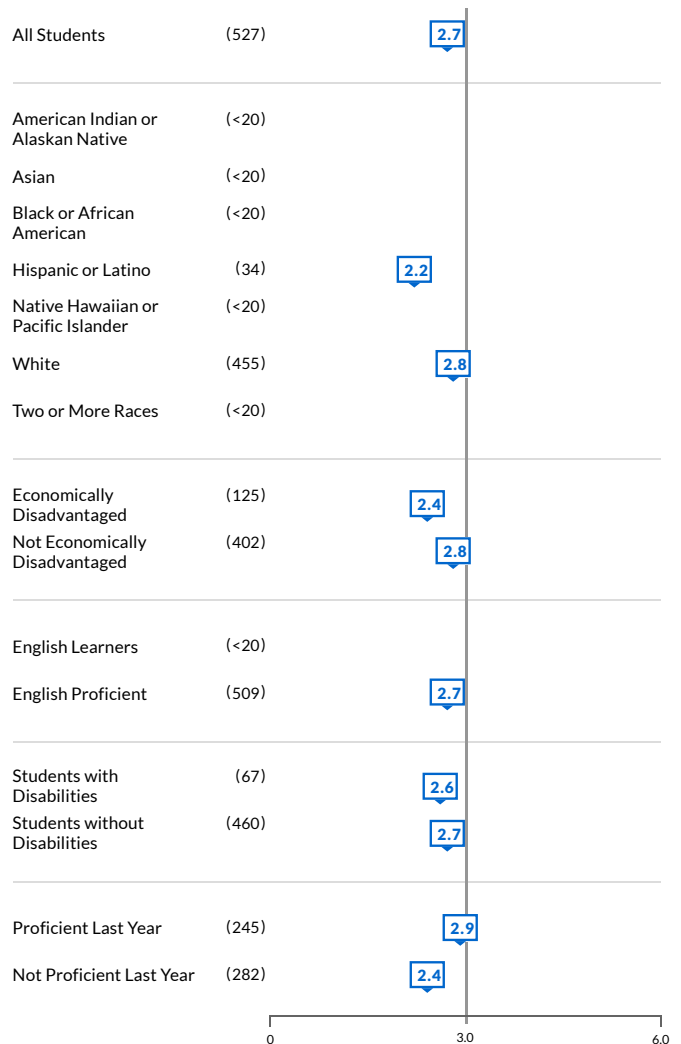 All Students (527) 2.7
American Indian or (<20)
Alaskan Native
Asian (<20)
Black or African (<20)
American
Hispanic or Latino (34) 2.2
Native Hawaiian or (<20)
Pacific Islander
White (455) 2.8
Two or More Races (<20)
Economically (125) 2.4
Disadvantaged
Not Economically (402) 2.8
Disadvantaged
English Learners (<20)
English Proficient (509) 2.7
Students with (67) 2.6
Disabilities
Students without (460) 2.7
Disabilities
Proficient Last Year (245) 2.9
Not Proficient Last Year (282) 2.4
0 3.0 6.0